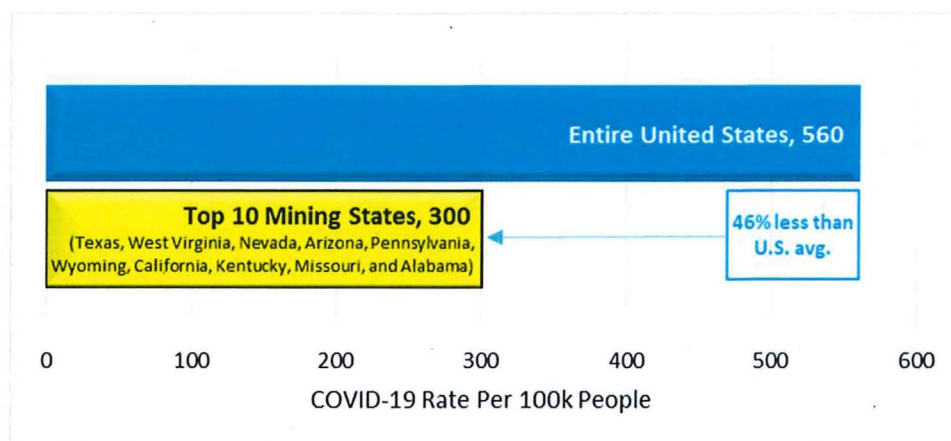 Entire United States, 560
Top 10 Mining States, 300
(Texas, West Virginia, Nevada, Arizona, Pennsylvania,
Wyoming, California, Kentucky, Missouri, and Alabama)
46% less than
U.S. avg.
0 100 200 300 400 500 600
COVID-19 Rate Per 100k People